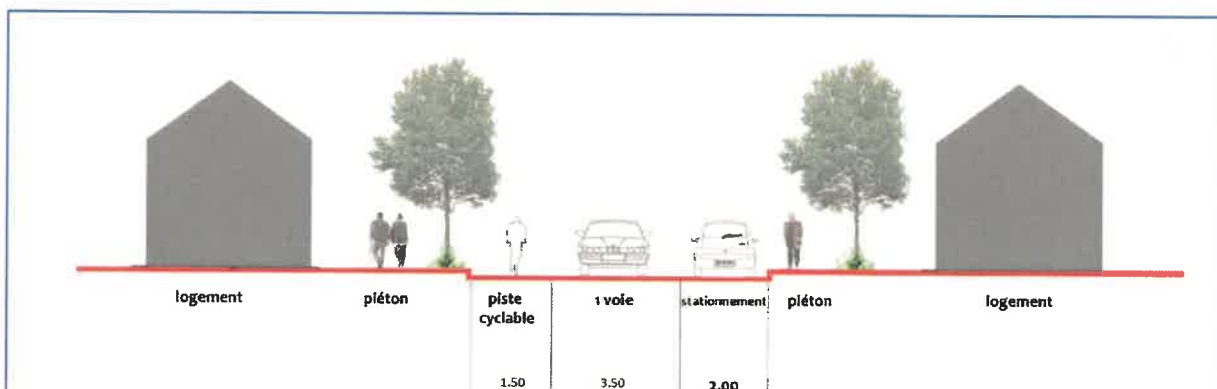 logement
piéton
piste
cyclable
1 voie
stationnement
piéton
logement
1.50
3.50
2.00